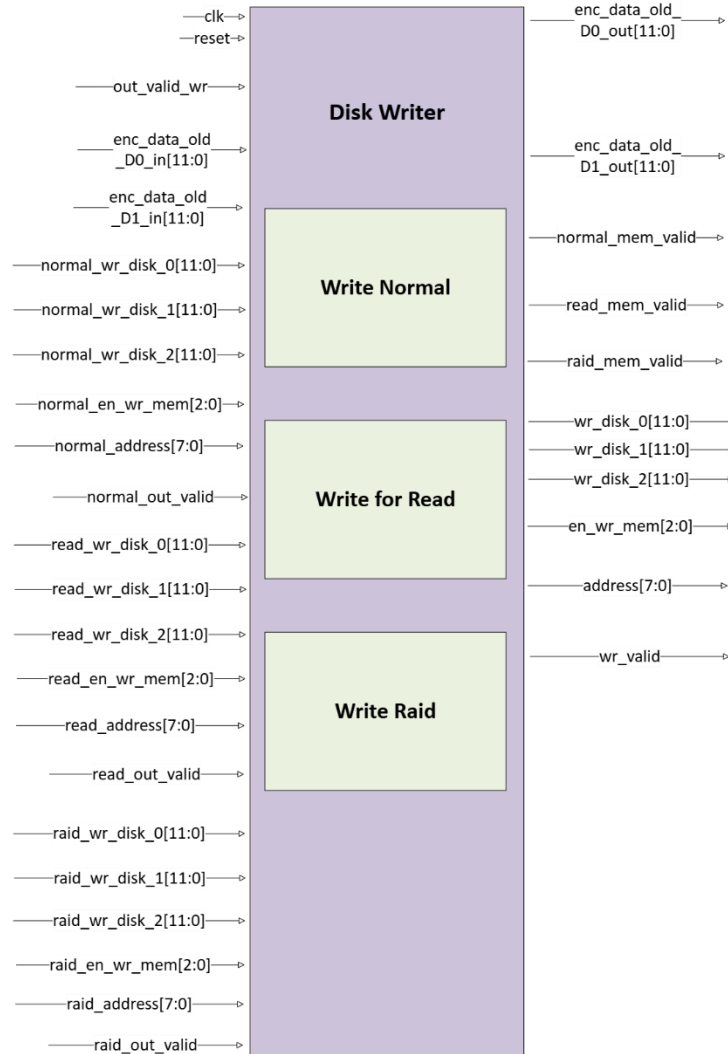 clk
reset
out_valid_wr
enc_data_old
_D0_in[11:0]
enc_data_old
_D1_in[11:0]
normal_wr_disk_0[11:0]
normal_wr_disk_1[11:0]
normal_wr_disk_2[11:0]
normal_en_wr_mem[2:0]
normal_address[7:0]
normal_out_valid
read_wr_disk_0[11:0]
read_wr_disk_1[11:0]
read_wr_disk_2[11:0]
read_en_wr_mem[2:0]
read_address[7:0]
read_out_valid
raid_wr_disk_0[11:0]
raid_wr_disk_1[11:0]
raid_wr_disk_2[11:0]
raid_en_wr_mem[2:0]
raid_address[7:0]
raid_out_valid
Disk Writer
Write Normal
Write for Read
Write Raid
enc_data_old_
D0_out[11:0]
enc_data_old_
D1_out[11:0]
normal_mem_valid
read_mem_valid
raid_mem_valid
wr_disk_0[11:0]
wr_disk_1[11:0]
wr_disk_2[11:0]
en_wr_mem[2:0]
address[7:0]
wr_valid